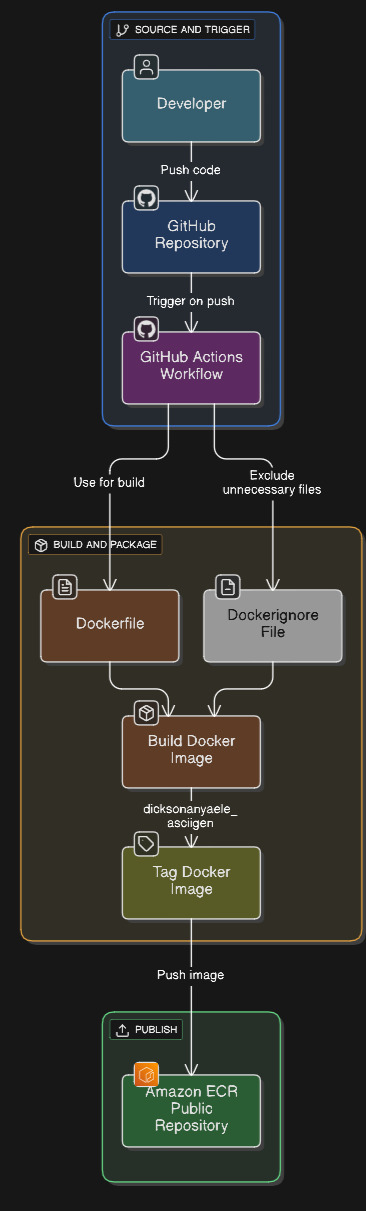 SOURCE AND TRIGGER
Developer
Push code
GitHub
Repository
Trigger on push
GitHub Actions
Workflow
Use for build
Exclude
unnecessary files
BUILD AND PACKAGE
Dockerfile
Dockerignore
File
Build Docker
Image
dicksonanyaele_
asciigen
Tag Docker
Image
Push image
PUBLISH
Amazon ECR
Public
Repository